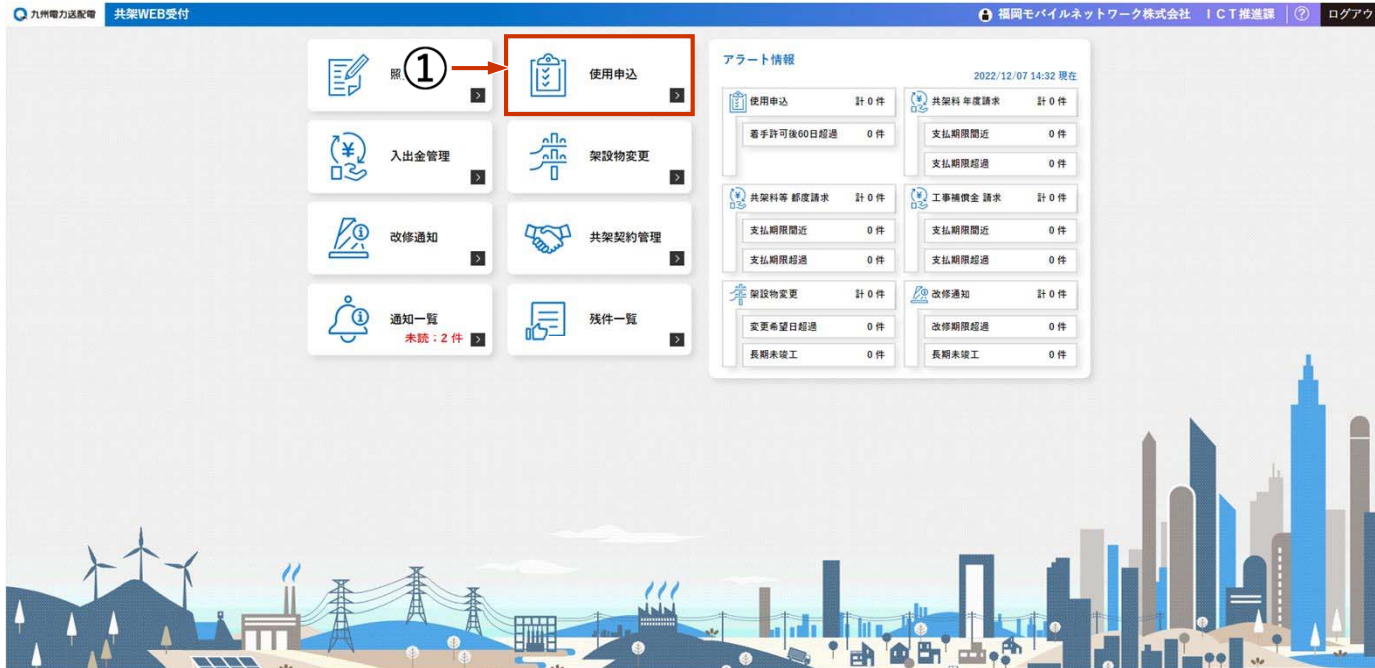 九州電力送配電
共架WEB受付
福岡モバイルネットワーク株式会社 ICT推進課
?
ログアウ
照
①
使用申込
入出金管理
架設物変更
改修通知
共架契約管理
通知一覧
未読：2 件
残件一覧
アラート情報
2022/12/07 14:32 現在
使用申込 計 0 件
着手許可後60日超過 0 件
共架料 年度請求 計 0 件
支払期限間近 0 件
支払期限超過 0 件
共架料等 都度請求 計 0 件
支払期限間近 0 件
支払期限超過 0 件
工事補償金 請求 計 0 件
支払期限間近 0 件
支払期限超過 0 件
架設物変更 計 0 件
変更希望日超過 0 件
長期未竣工 0 件
改修通知 計 0 件
改修期限超過 0 件
長期未竣工 0 件